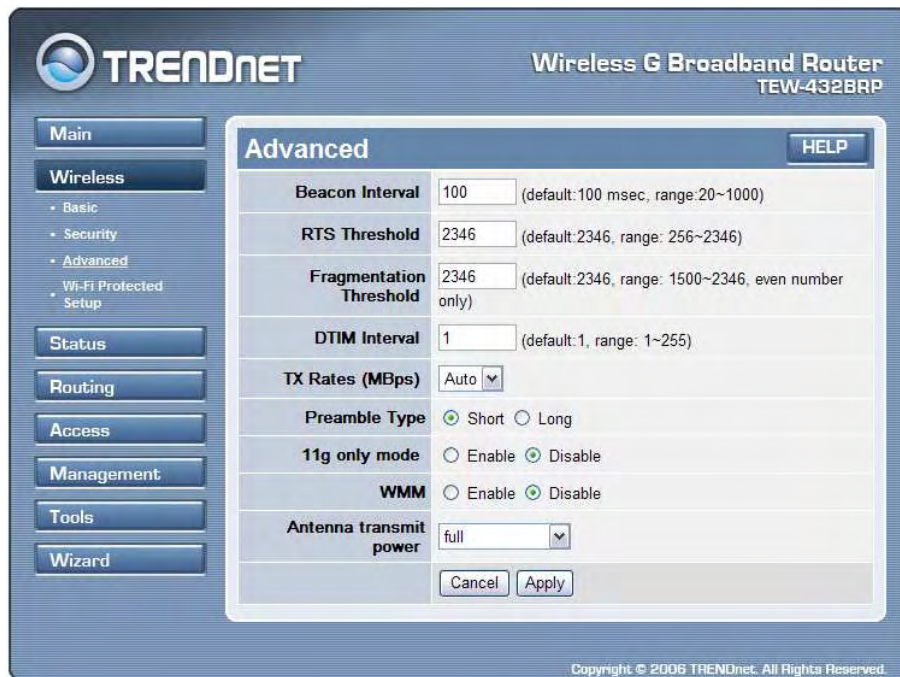 TRENDNET
Wireless G Broadband Router
TEW-432BRP
Main
Wireless
Basic
Security
Advanced
Wi-Fi Protected
Setup
Status
Routing
Access
Management
Tools
Wizard
Advanced
HELP
Beacon Interval 100 (default:100 msec, range:20~1000)
RTS Threshold 2346 (default:2346, range: 256~2346)
Fragmentation Threshold 2346 (default:2346, range: 1500~2346, even number
only)
DTIM Interval 1 (default:1, range: 1~255)
TX Rates (MBps) Auto
Preamble Type Short Long
11g only mode Enable Disable
WMM Enable Disable
Antenna transmit power full
Cancel Apply
Copyright © 2006 TRENDnet. All Rights Reserved.